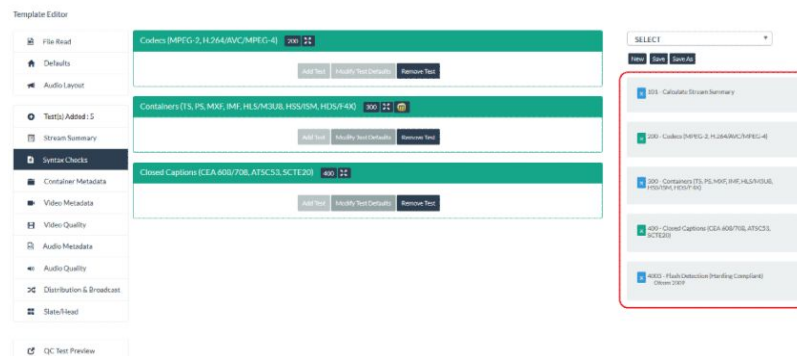 Template Editor
File Read
Defaults
Audio Layout
Test(s) Added : 5
Stream Summary
Syntax Checks
Container Metadata
Video Metadata
Video Quality
Audio Metadata
Audio Quality
Distribution & Broadcast
Slate/Head
QC Test Preview
Codecs (MPEG-2, H.264/AVC/MPEG-4) 200
Add Test Modify Test Defaults Remove Test
Containers (TS, PS, MXF, IMF, HLS/M3U8, HSS/ISM, HDS/F4X) 300
Add Test Modify Test Defaults Remove Test
Closed Captions (CEA 608/708, ATSC53, SCTE20) 400
Add Test Modify Test Defaults Remove Test
SELECT
New Save Save As
101 - Calculate Stream Summary
200 - Codecs (MPEG-2, H.264/AVC/MPEG-4)
300 - Containers (TS, PS, MXF, IMF, HLS/M3U8,
HSS/ISM, HDS/F4X)
400 - Closed Captions (CEA 608/708, ATSC53,
SCTE20)
4003 - Flash Detection (Harding Compliant)
Ofcom 2009